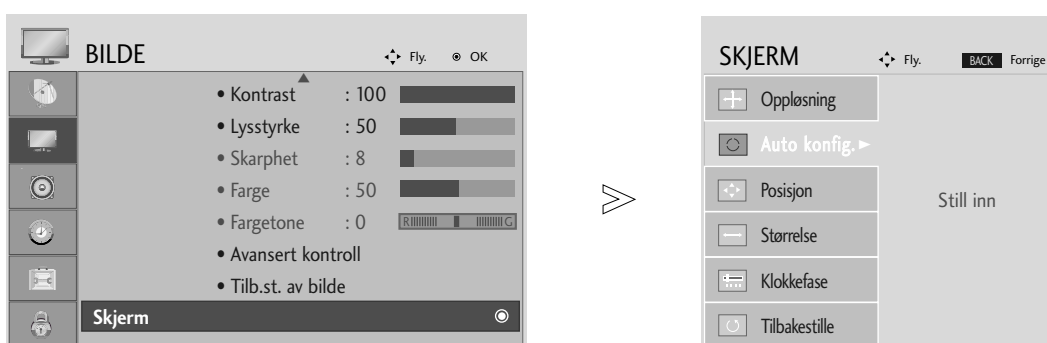 BILDE
Fly. OK
• Kontrast : 100
• Lysstyrke : 50
• Skarphet : 8
• Farge : 50
• Fargetone : 0 R G
• Avansert kontroll
• Tilb.st. av bilde
Skjerm
SKJERM
Fly. BACK Forrige
Oppløsning
Auto konfig.
Posisjon
Størrelse
Klokkefase
Tilbakestille
Still inn